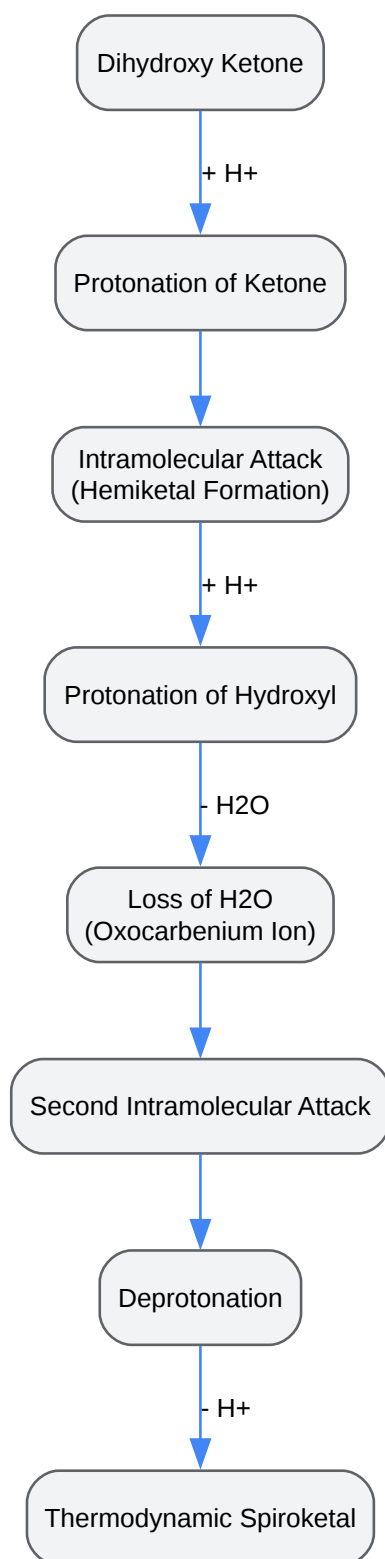 Dihydroxy Ketone
+ H+
Protonation of Ketone
Intramolecular Attack
(Hemiketal Formation)
+ H+
Protonation of Hydroxyl
- H2O
Loss of H2O
(Oxocarbenium Ion)
Second Intramolecular Attack
Deprotonation
- H+
Thermodynamic Spiroketal